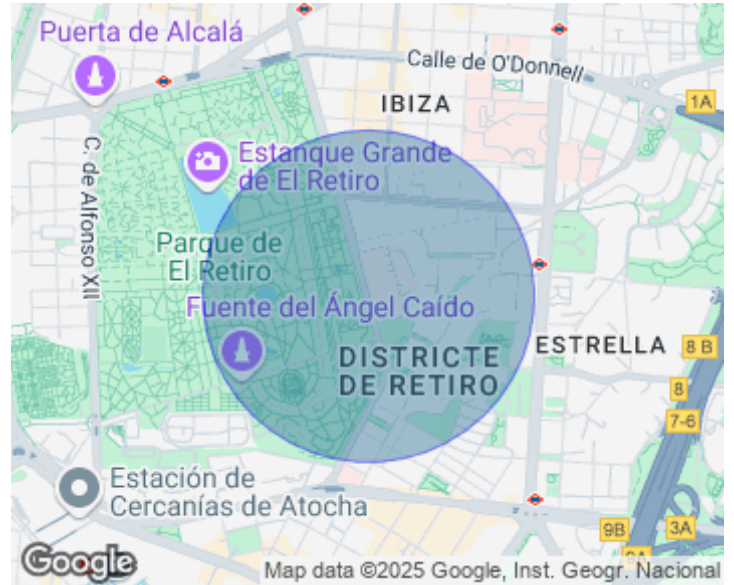 Puerta de Alcalá
Calle de O'Donnell
1A
IBIZA
C. de Alfonso XII
Estanque Grande
de El Retiro
Parque de
El Retiro
Fuente del Ángel Caído
DISTRICTE
DE RETIRO
ESTRELLA
8 B
8
7-6
Estación de
Cercanías de Atocha
9B
3A
Google
Map data ©2025 Google, Inst. Geogr. Nacional